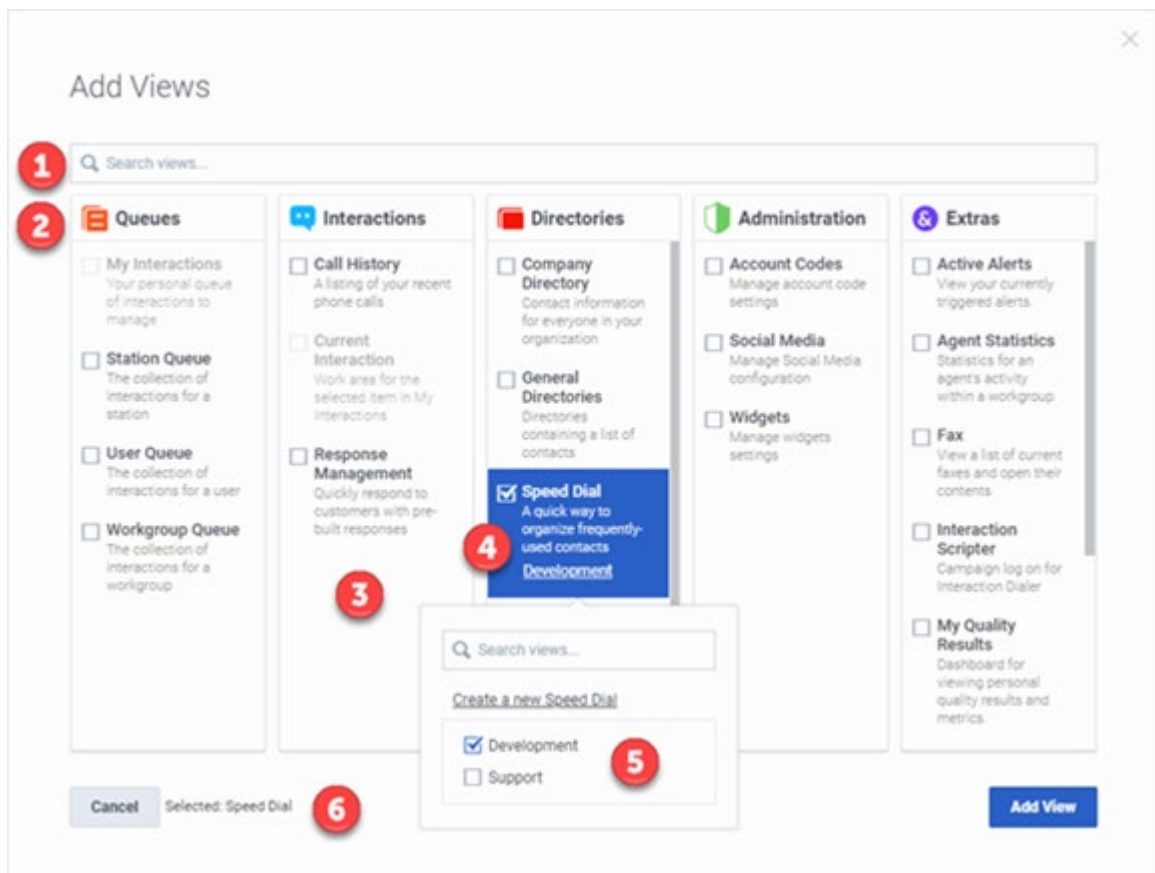 Add Views
1
Search views...
2
Queues
My Interactions
Your personal queue
of interactions to
manage
Station Queue
The collection of
interactions for a
station
User Queue
The collection of
interactions for a user
Workgroup Queue
The collection of
interactions for a
workgroup
Interactions
Call History
A listing of your recent
phone calls
Current
Interaction
Work area for the
selected item in My
Interactions
Response
Management
Quickly respond to
customers with pre-
built responses
3
Directories
Company
Directory
Contact information
for everyone in your
organization
General
Directories
Directories
containing a list of
contacts
Speed Dial
A quick way to
organize frequently-
used contacts
Development
4
Search views...
Create a new Speed Dial
Development
Support
5
Administration
Account Codes
Manage account code
settings
Social Media
Manage Social Media
configuration
Widgets
Manage widgets
settings
& Extras
Active Alerts
View your currently
triggered alerts
Agent Statistics
Statistics for an
agent's activity
within a workgroup
Fax
View a list of current
faxes and open their
contents
Interaction
Scripter
Campaign log on for
Interaction Dialer
My Quality
Results
Dashboard for
viewing personal
quality results and
metrics.
Cancel
Selected: Speed Dial
6
Add View